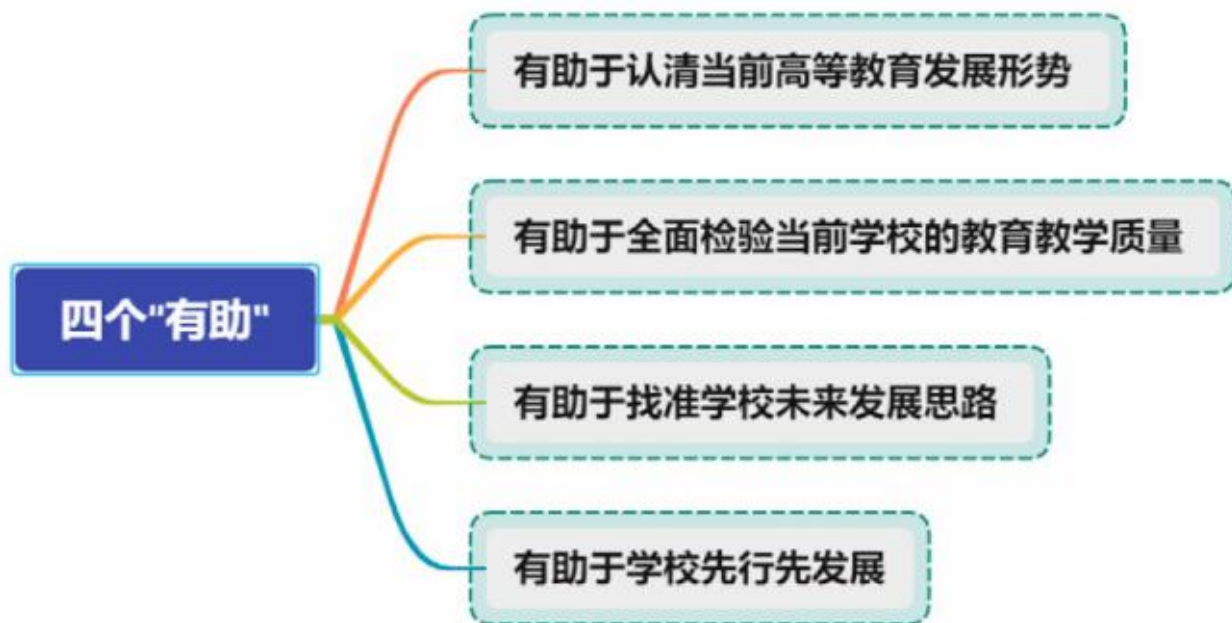 有助于认清当前高等教育发展形势
有助于全面检验当前学校的教育教学质量
四个"有助"
有助于找准学校未来发展思路
有助于学校先行先发展